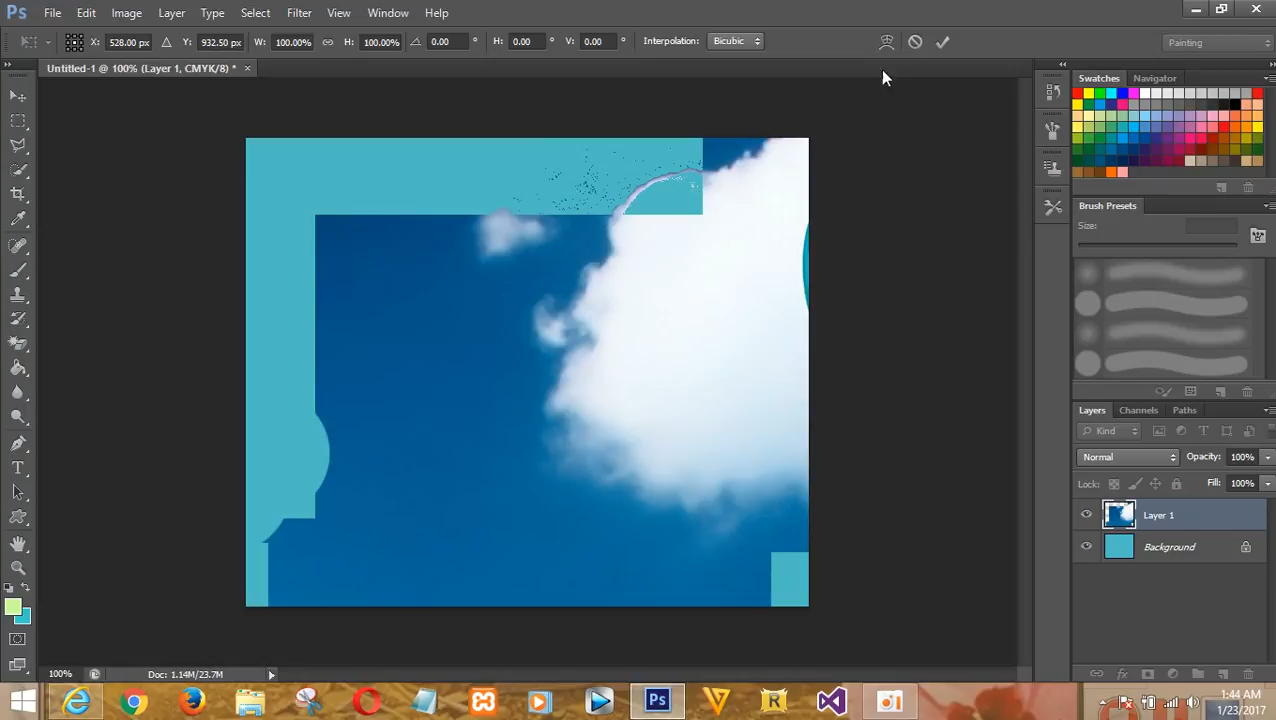 Ps File Edit Image Layer Type Select Filter View Window Help
X: 528.00 px Y: 932.50 px W: 100.00% H: 100.00% 0.00 ° H: 0.00 ° V: 0.00 ° Interpolation: Bicubic Painting
Untitled-1 @ 100% (Layer 1, CMYK/8) * ×
Swatches Navigator
Brush Presets
Size:
Layers Channels Paths
Kind
Normal Opacity: 100%
Lock: Fill: 100%
Layer 1
Background
100% Doc: 1.14M/23.7M
1:44 AM
1/23/2017